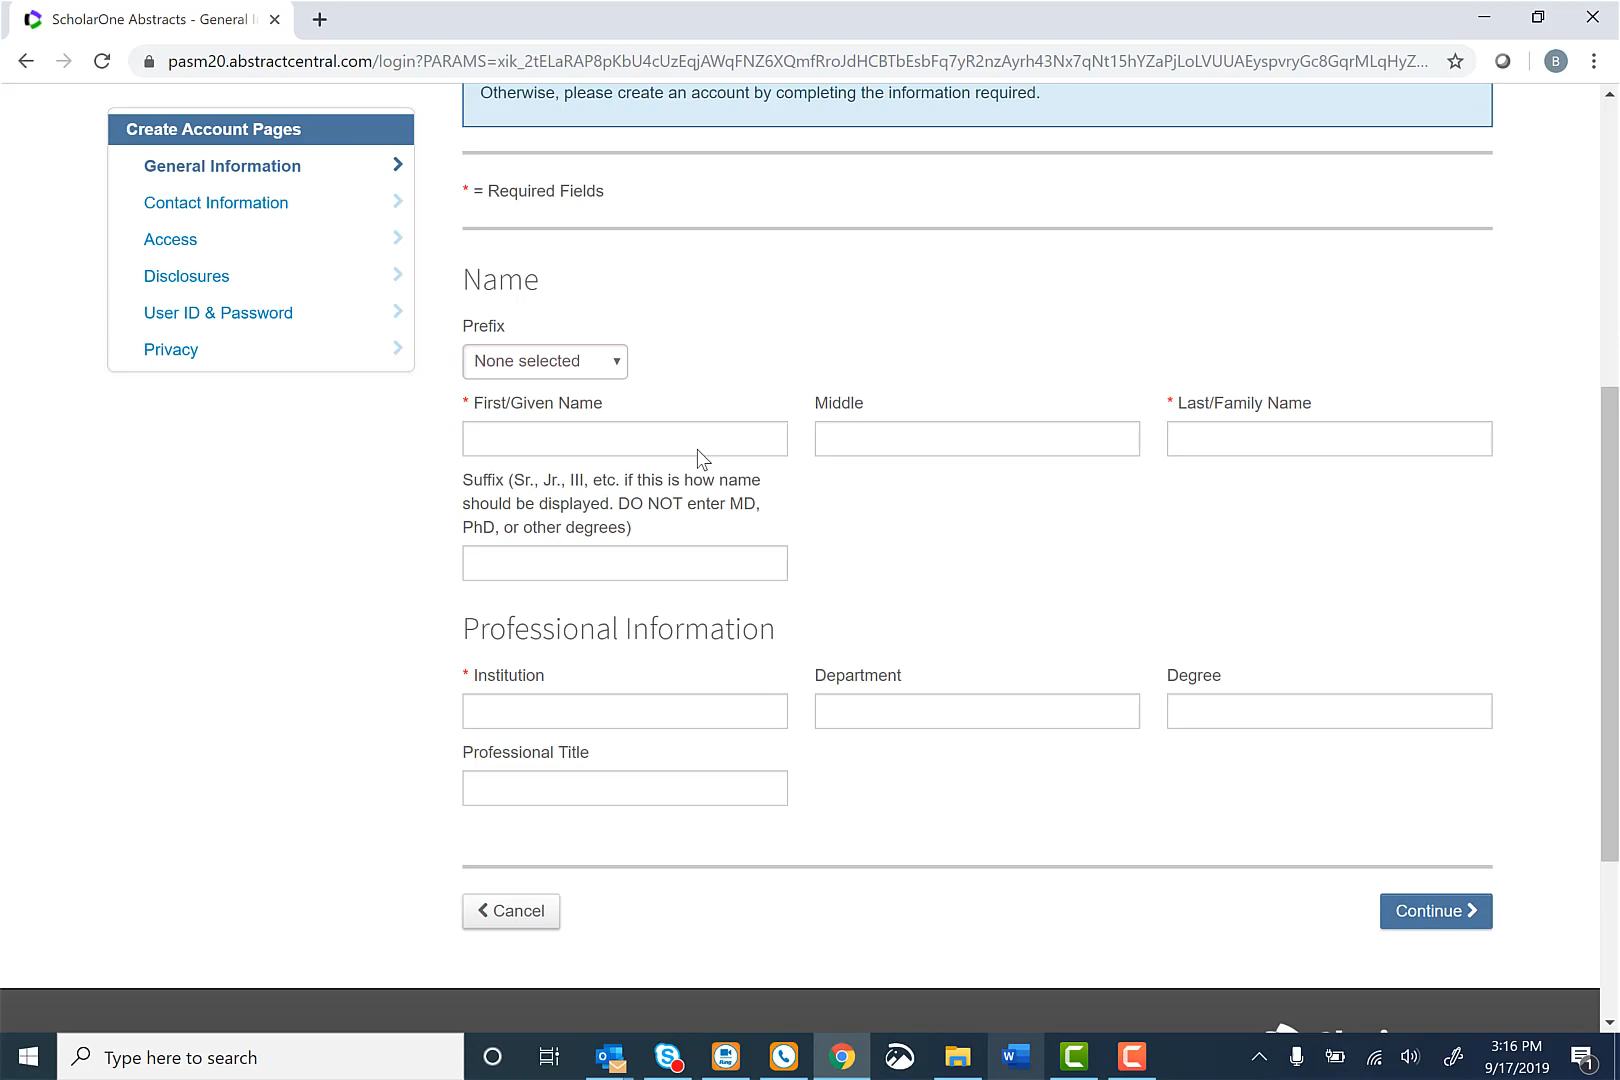 ScholarOne Abstracts - General I
pasm20.abstractcentral.com/login?PARAMS=xik_2tELaRAP8pKbU4cUzEqjAWqFNZ6XQmfRroJdHCBTbEsbFq7yR2nzAyrh43Nx7qNt15hYZaPjLoLVUUAEyspvryGc8GqrMLqHyZ...
B
Otherwise, please create an account by completing the information required.
Create Account Pages
General Information
Contact Information
Access
Disclosures
User ID & Password
Privacy
* = Required Fields
Name
Prefix
None selected
* First/Given Name
Middle
* Last/Family Name
Suffix (Sr., Jr., III, etc. if this is how name
should be displayed. DO NOT enter MD,
PhD, or other degrees)
Professional Information
* Institution
Department
Degree
Professional Title
Cancel
Continue
Type here to search
3:16 PM
9/17/2019
1